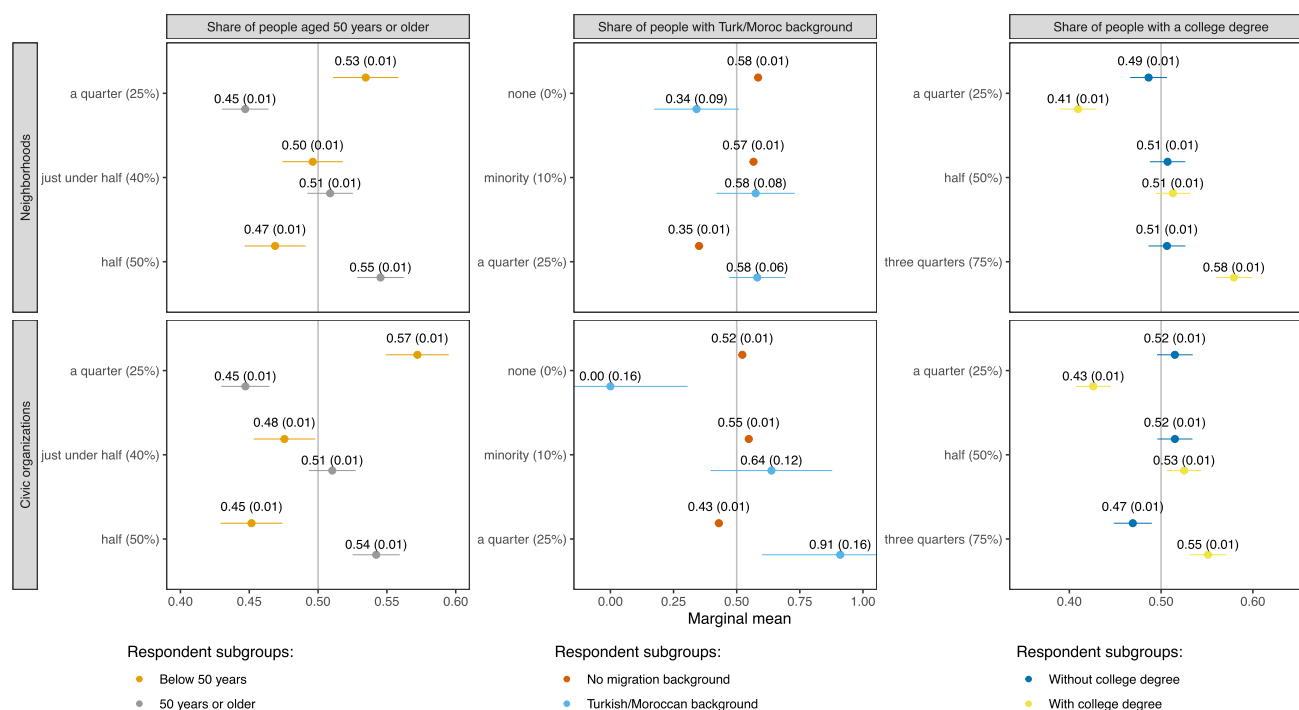 Share of people aged 50 years or older
Share of people with Turk/Moroc background
Share of people with a college degree
Neighborhoods
a quarter (25%)
just under half (40%)
half (50%)
0.53 (0.01)
0.45 (0.01)
0.50 (0.01)
0.51 (0.01)
0.47 (0.01)
0.55 (0.01)
none (0%)
minority (10%)
a quarter (25%)
0.58 (0.01)
0.34 (0.09)
0.57 (0.01)
0.58 (0.08)
0.35 (0.01)
0.58 (0.06)
a quarter (25%)
half (50%)
three quarters (75%)
0.49 (0.01)
0.41 (0.01)
0.51 (0.01)
0.51 (0.01)
0.51 (0.01)
0.58 (0.01)
Civic organizations
a quarter (25%)
just under half (40%)
half (50%)
0.57 (0.01)
0.45 (0.01)
0.48 (0.01)
0.51 (0.01)
0.45 (0.01)
0.54 (0.01)
none (0%)
minority (10%)
a quarter (25%)
0.52 (0.01)
0.00 (0.16)
0.55 (0.01)
0.64 (0.12)
0.43 (0.01)
0.91 (0.16)
a quarter (25%)
half (50%)
three quarters (75%)
0.52 (0.01)
0.43 (0.01)
0.52 (0.01)
0.53 (0.01)
0.47 (0.01)
0.55 (0.01)
0.40 0.45 0.50 0.55 0.60
0.00 0.25 0.50 0.75 1.00
0.40 0.50 0.60
Marginal mean
Respondent subgroups:
Below 50 years
50 years or older
Respondent subgroups:
No migration background
Turkish/Moroccan background
Respondent subgroups:
Without college degree
With college degree